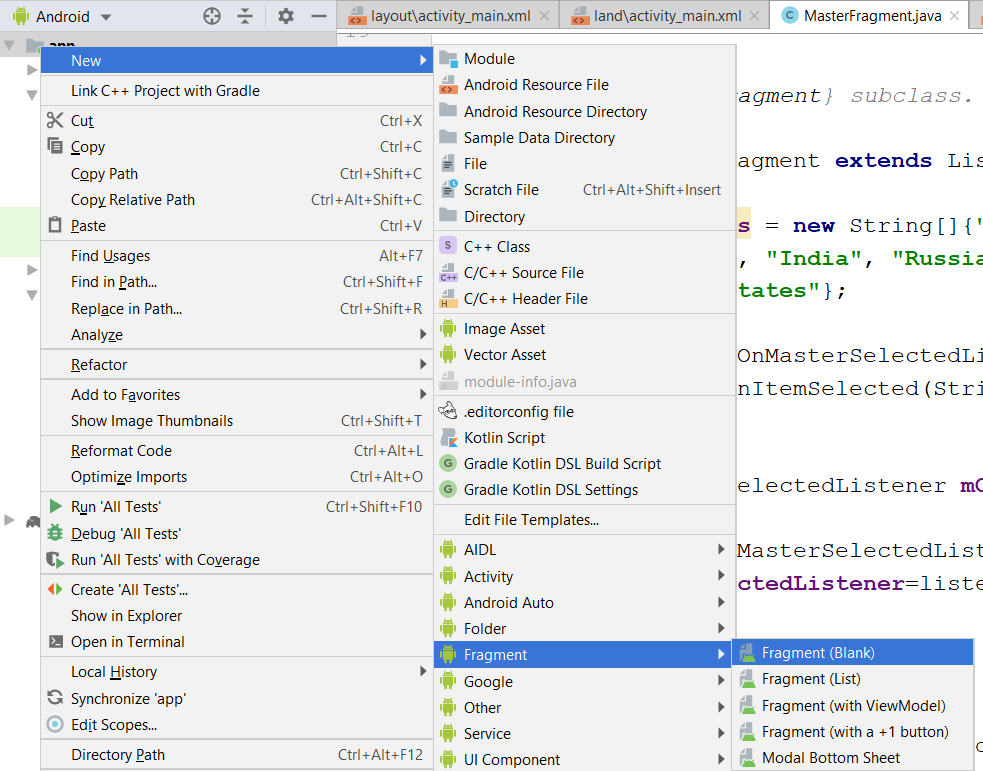 Android
layout\activity_main.xml
land\activity_main.xml
MasterFragment.java
app
New
Link C++ Project with Gradle
Cut Ctrl+X
Copy Ctrl+C
Copy Path Ctrl+Shift+C
Copy Relative Path Ctrl+Alt+Shift+C
Paste Ctrl+V
Find Usages Alt+F7
Find in Path... Ctrl+Shift+F
Replace in Path... Ctrl+Shift+R
Analyze
Refactor
Add to Favorites
Show Image Thumbnails Ctrl+Shift+T
Reformat Code Ctrl+Alt+L
Optimize Imports Ctrl+Alt+O
Run 'All Tests' Ctrl+Shift+F10
Debug 'All Tests'
Run 'All Tests' with Coverage
Create 'All Tests'...
Show in Explorer
Open in Terminal
Local History
Synchronize 'app'
Edit Scopes...
Directory Path Ctrl+Alt+F12
Module
Android Resource File
Android Resource Directory
Sample Data Directory
File
Scratch File Ctrl+Alt+Shift+Insert
Directory
C++ Class
C/C++ Source File
C/C++ Header File
Image Asset
Vector Asset
module-info.java
.editorconfig file
Kotlin Script
Gradle Kotlin DSL Build Script
Gradle Kotlin DSL Settings
Edit File Templates...
AIDL
Activity
Android Auto
Folder
Fragment
Google
Other
Service
UI Component
Fragment (Blank)
Fragment (List)
Fragment (with ViewModel)
Fragment (with a +1 button)
Modal Bottom Sheet
agment} subclass.
agment extends Lis
s = new String[]{"
, "India", "Russia
tates"};
OnMasterSelectedLi
nItemSelected(Stri
electedListener mO
MasterSelectedList
ctedListener=liste